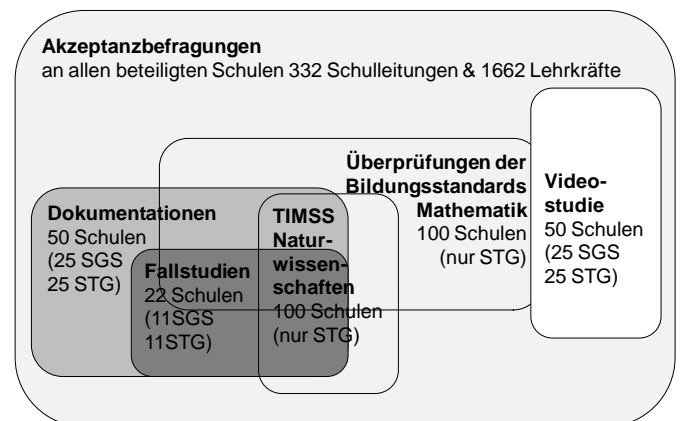 Akzeptanzbefragungen
an allen beteiligten Schulen 332 Schulleitungen & 1662 Lehrkräfte
Überprüfungen der
Bildungsstandards
Mathematik
100 Schulen
(nur STG)
Video-
studie
50 Schulen
(25 SGS
25 STG)
Dokumentationen
50 Schulen
(25 SGS
25 STG)
Fallstudien
22 Schulen
(11SGS
11STG)
TIMSS
Natur-
wissen-
schaften
100 Schulen
(nur STG)